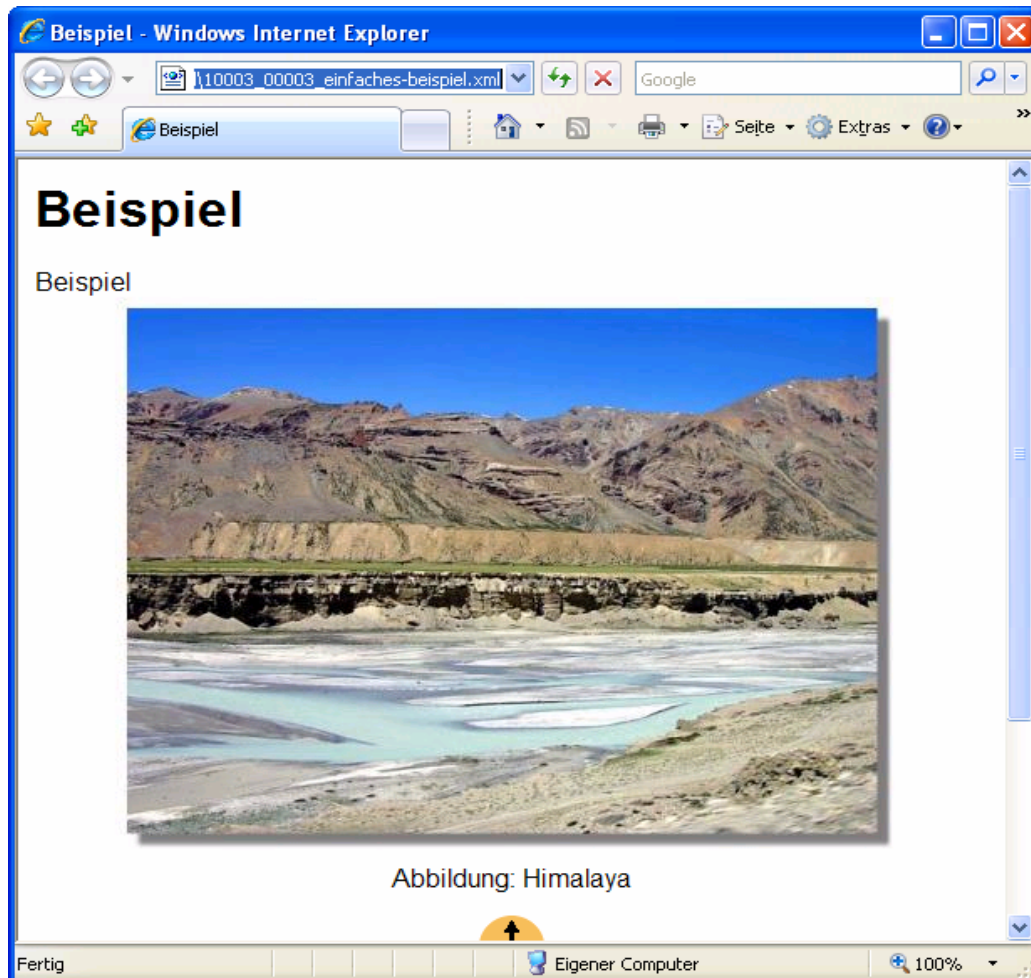 Beispiel - Windows Internet Explorer
)\10003_00003_einfaches-beispiel.xml
Google
Beispiel
Seite
Extras
»
Beispiel
Beispiel
Abbildung: Himalaya
Fertig
Eigener Computer
100%